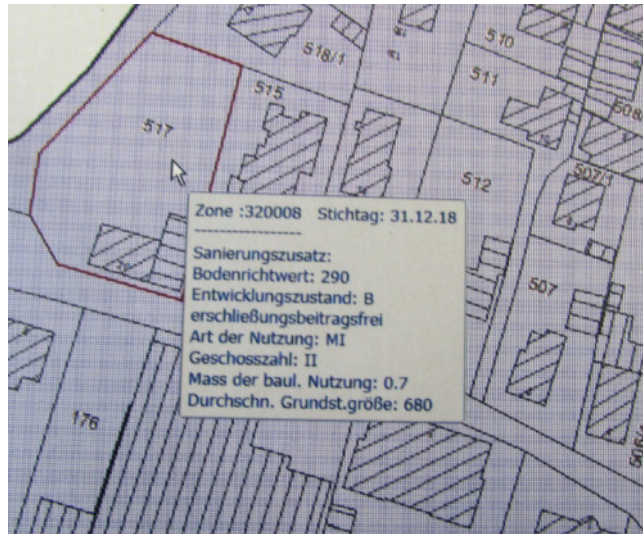 518/1
510
511
508/
515
517
507/1
512
Zone :320008 Stichtag: 31.12.18
-----------------
Sanierungszusatz:
Bodenrichtwert: 290
Entwicklungszustand: B
erschließungsbeitragsfrei
Art der Nutzung: MI
Geschosszahl: II
Mass der baul. Nutzung: 0.7
Durchschn. Grundst.größe: 680
507
176